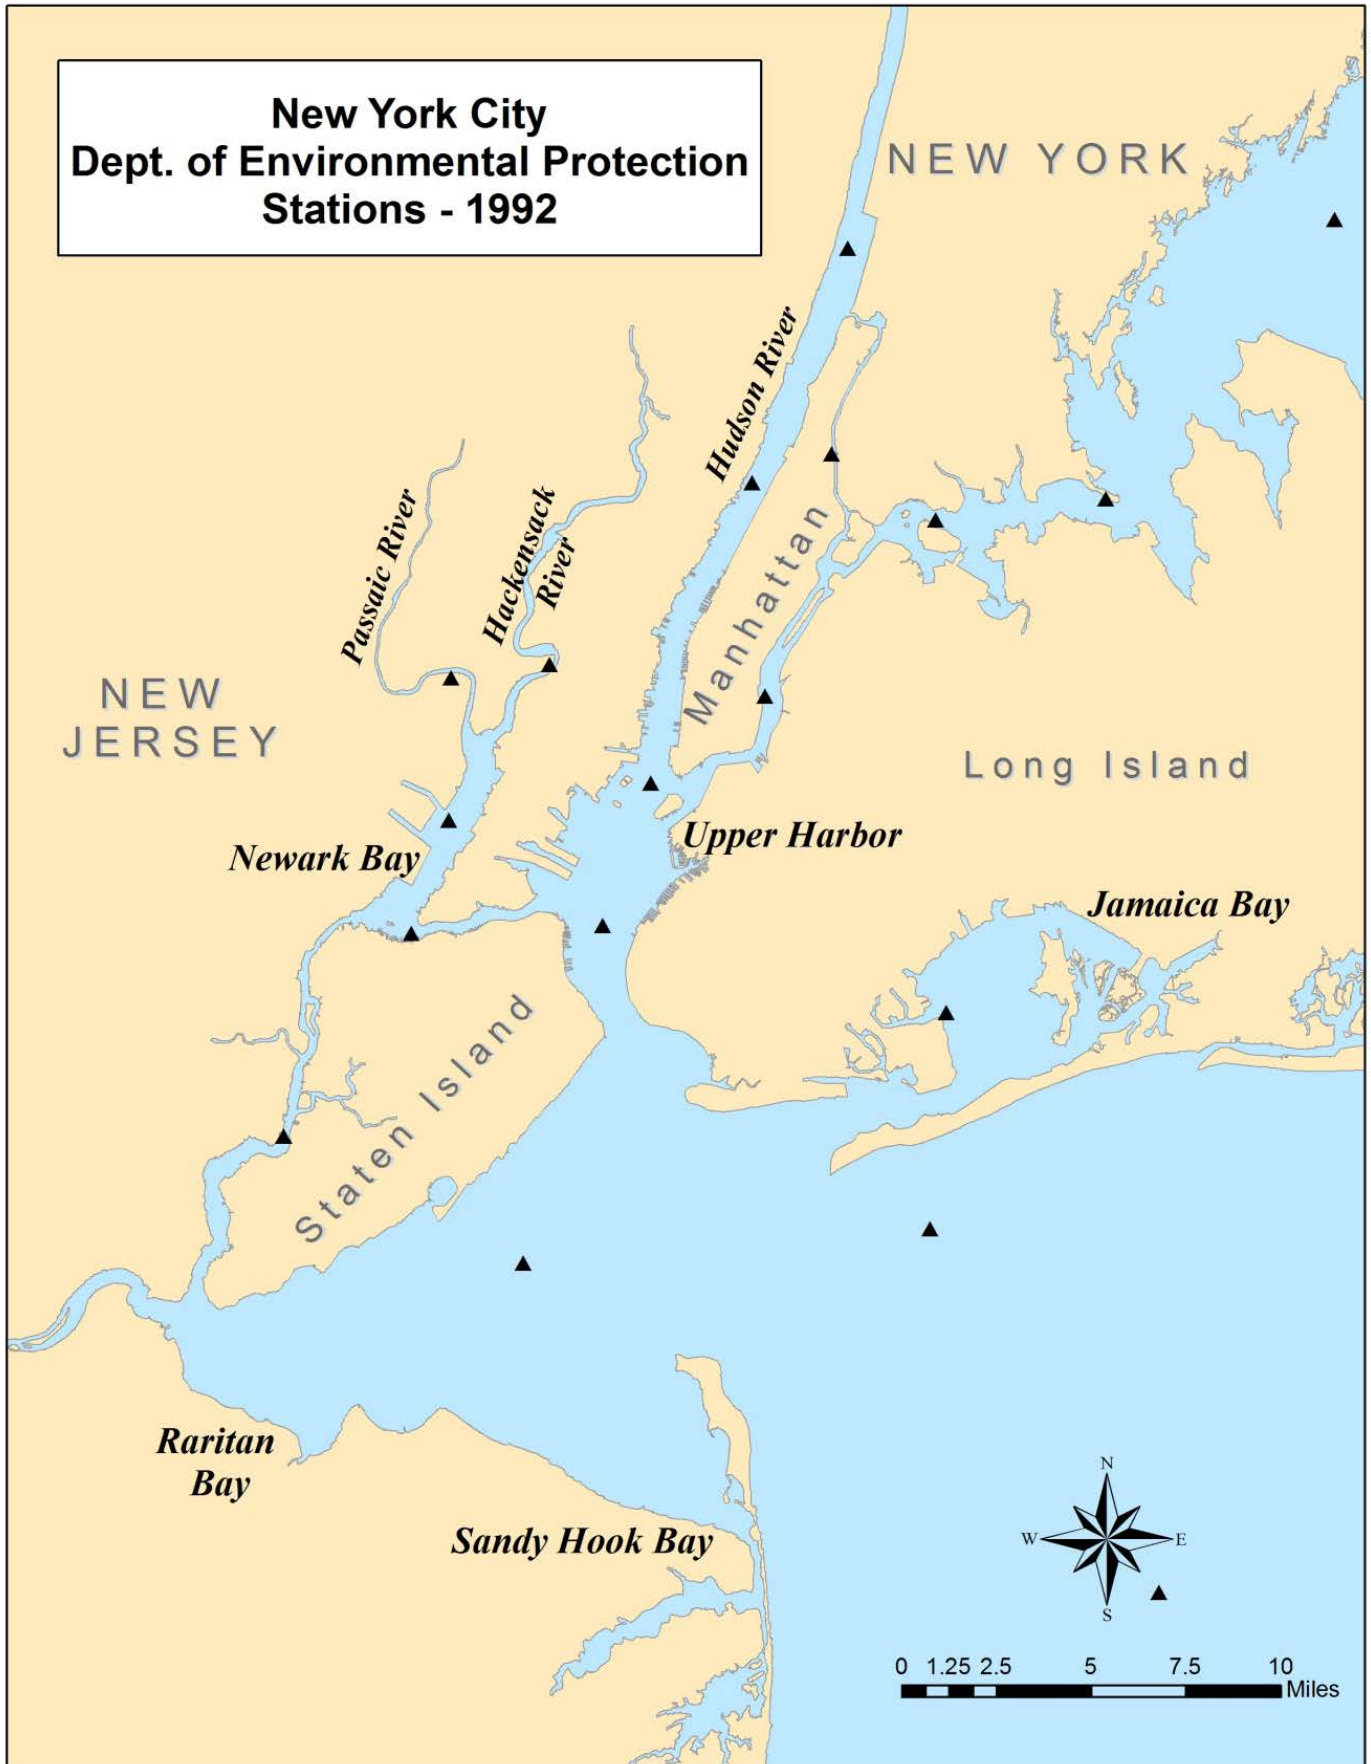 New York City
Dept. of Environmental Protection
Stations - 1992
NEW YORK
Hudson River
Manhattan
Passaic River
Hackensack
River
NEW
JERSEY
Long Island
Newark Bay
Upper Harbor
Jamaica Bay
Staten Island
Raritan
Bay
Sandy Hook Bay
N
W
E
S
0 1.25 2.5 5 7.5 10
Miles